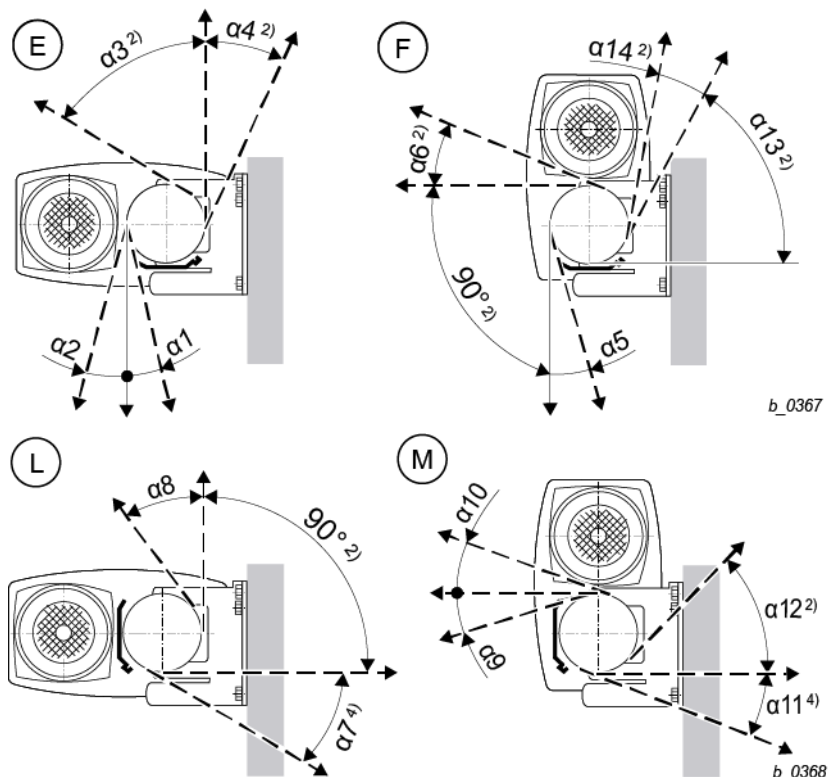 E
α3 2)
α4 2)
α2
α1
F
α14 2)
α13 2)
α6 2)
90° 2)
α5
b_0367
L
α8
90° 2)
α7 4)
M
α10
α9
α12 2)
α11 4)
b_0368